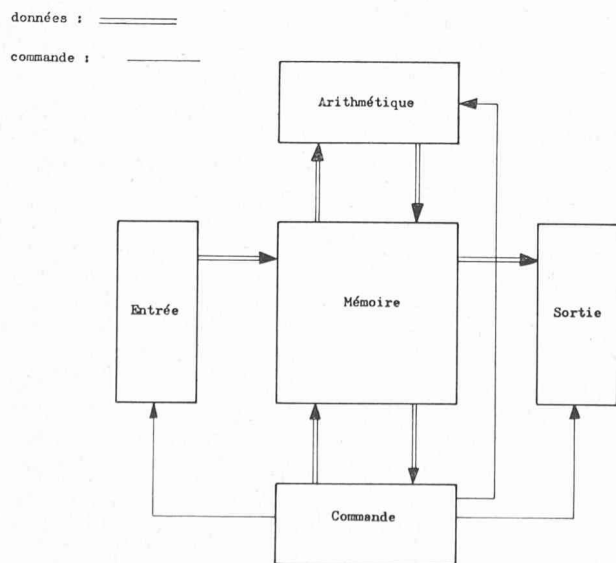 données :
commande :
Arithmétique
Entrée
Mémoire
Sortie
Commande